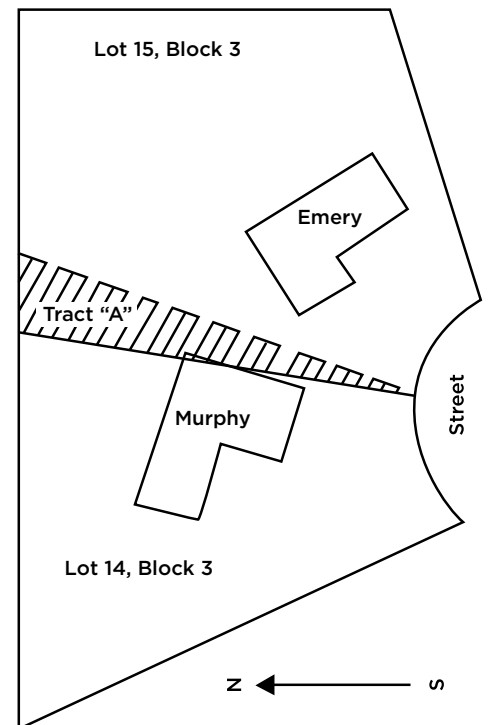 Lot 15, Block 3
Emery
Tract “A”
Murphy
Street
Lot 14, Block 3
N
S